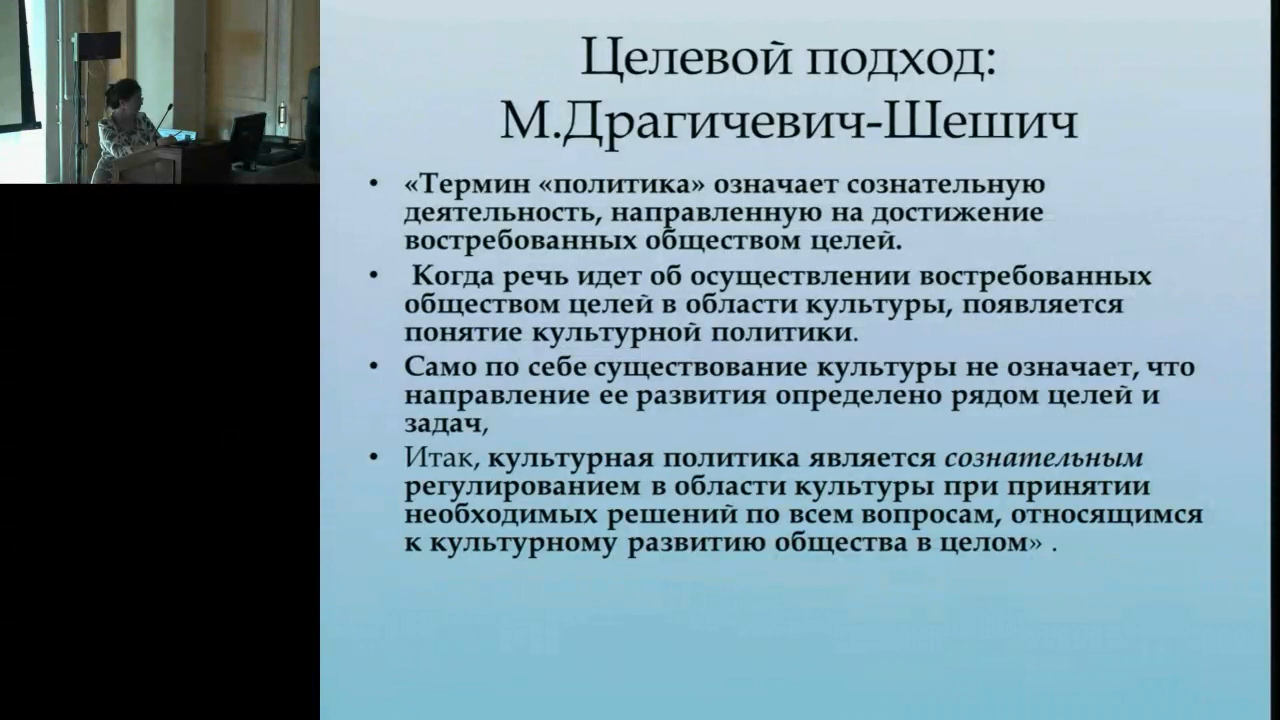 Целевой подход:
М.Драгичевич-Шешич
• «Термин «политика» означает сознательную
деятельность, направленную на достижение
востребованных обществом целей.
• Когда речь идет об осуществлении востребованных
обществом целей в области культуры, появляется
понятие культурной политики.
• Само по себе существование культуры не означает, что
направление ее развития определено рядом целей и
задач,
• Итак, культурная политика является сознательным
регулированием в области культуры при принятии
необходимых решений по всем вопросам, относящимся
к культурному развитию общества в целом» .